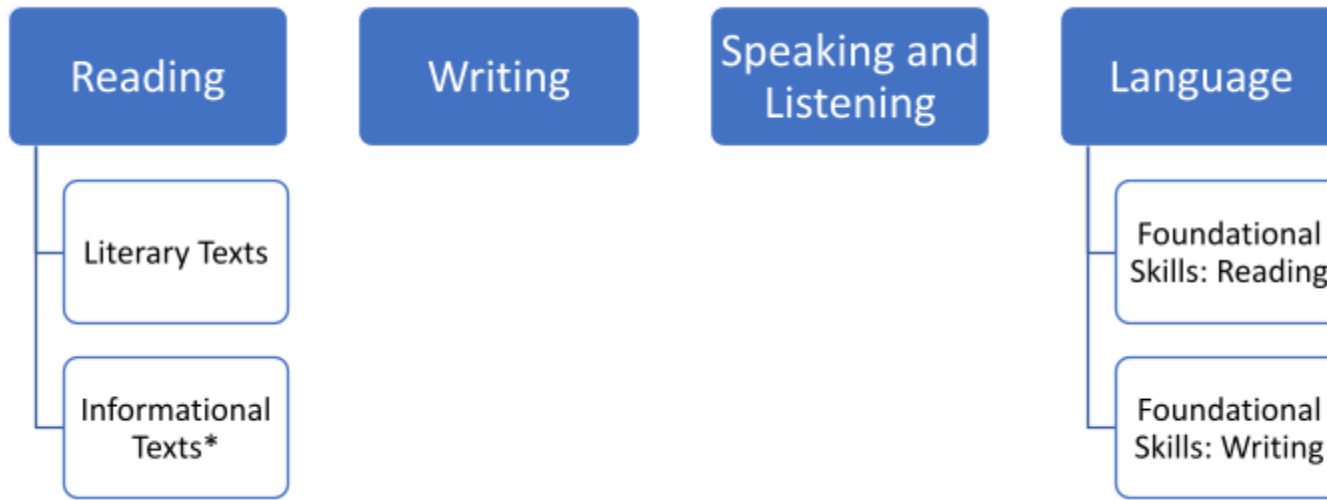 Reading
Literary Texts
Informational
Texts*
Writing
Speaking and
Listening
Language
Foundational
Skills: Reading
Foundational
Skills: Writing